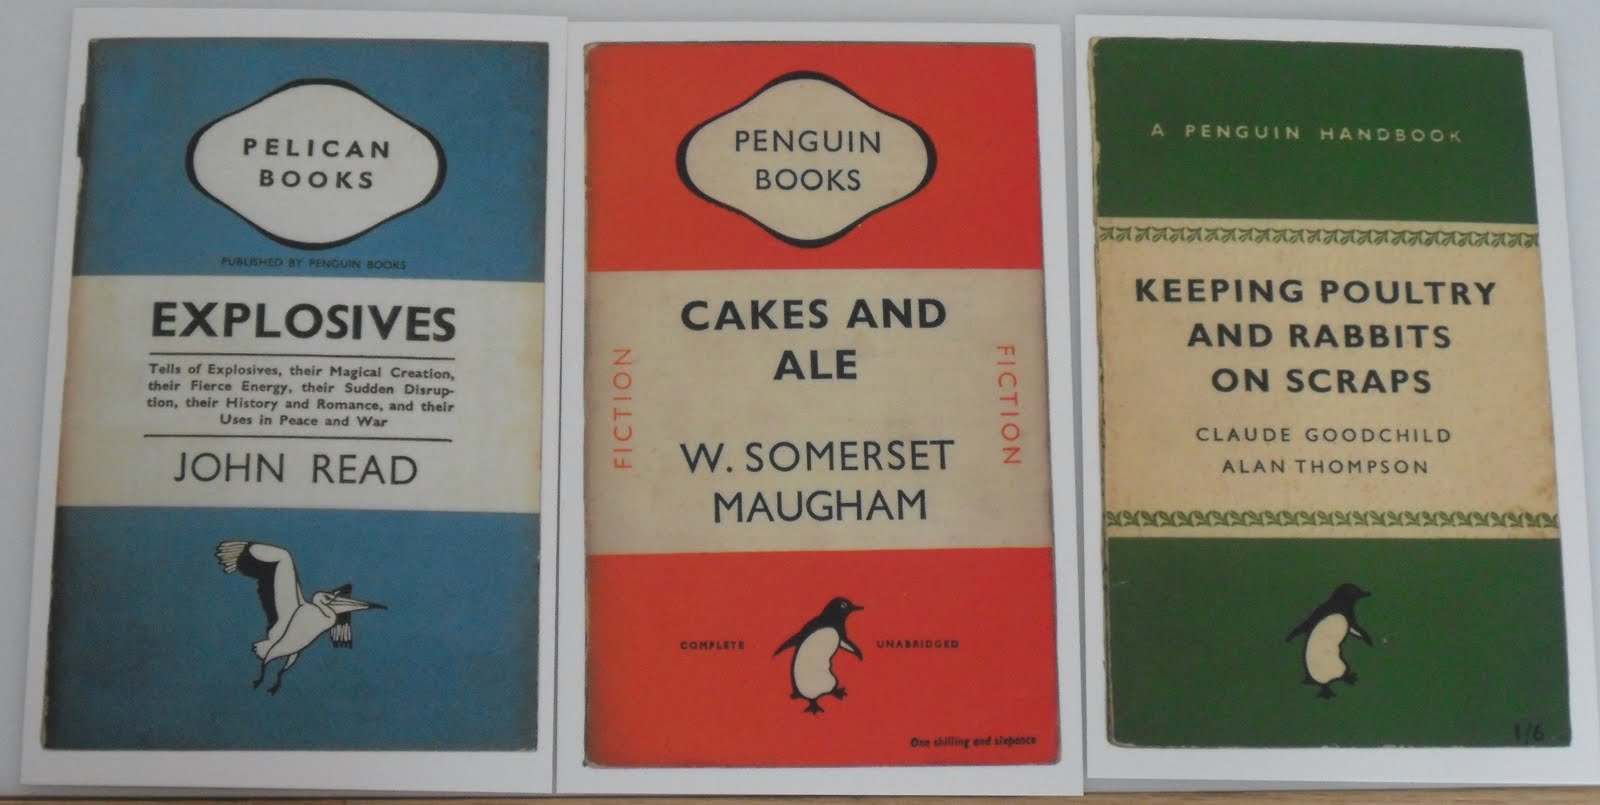 PELICAN
BOOKS
PUBLISHED BY PENGUIN BOOKS
EXPLOSIVES
Tells of Explosives, their Magical Creation,
their Fierce Energy, their Sudden Disrup-
tion, their History and Romance, and their
Uses in Peace and War
JOHN READ
PENGUIN
BOOKS
CAKES AND
ALE
FICTION
FICTION
W. SOMERSET
MAUGHAM
COMPLETE UNABRIDGED
One shilling and sixpence
A PENGUIN HANDBOOK
KEEPING POULTRY
AND RABBITS
ON SCRAPS
CLAUDE GOODCHILD
ALAN THOMPSON
1/6